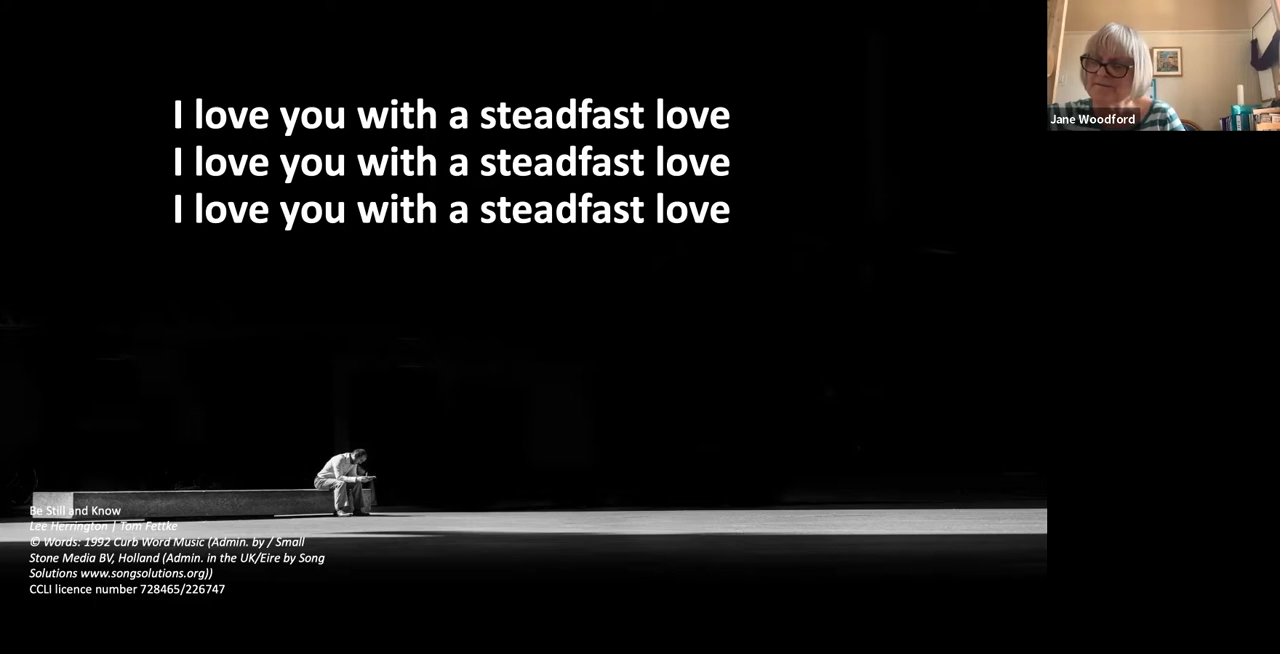 I love you with a steadfast love
I love you with a steadfast love
I love you with a steadfast love
Jane Woodford
Be Still and Know
Lee Herrington | Tom Fettke
© Words: 1992 Curb Word Music (Admin. by / Small
Stone Media BV, Holland (Admin. in the UK/Eire by Song
Solutions www.songsolutions.org))
CCLI licence number 728465/226747